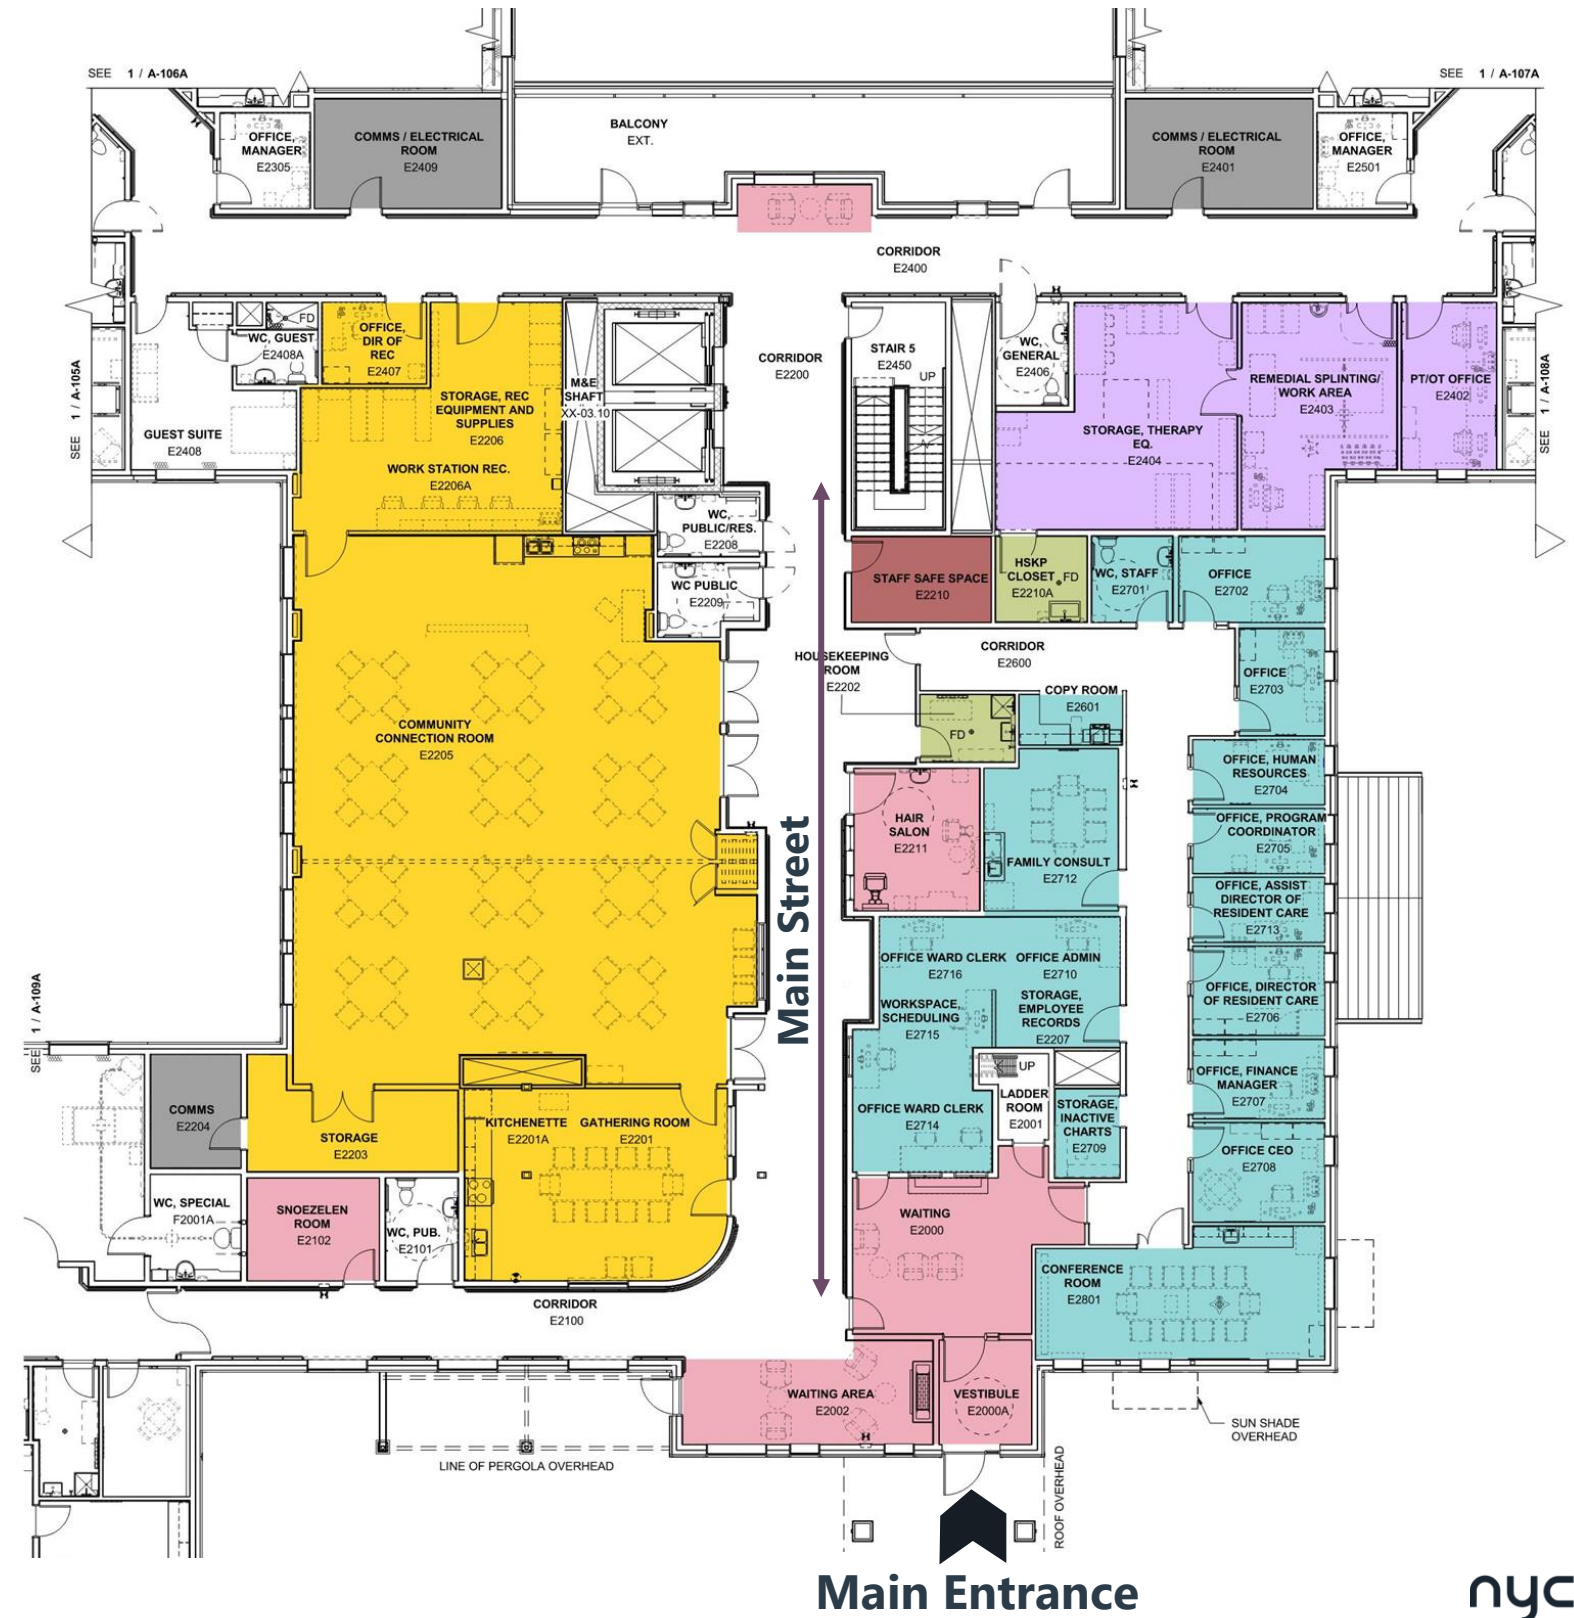 SEE 1 / A-106A
SEE 1 / A-107A
OFFICE,
MANAGER
E2305
COMMS / ELECTRICAL
ROOM
E2409
BALCONY
EXT.
COMMS / ELECTRICAL
ROOM
E2401
OFFICE,
MANAGER
E2501
CORRIDOR
E2400
WC, GUEST
E2408A
FD
OFFICE,
DIR OF
REC
E2407
STORAGE, REC
EQUIPMENT AND
SUPPLIES
E2206
WORK STATION REC.
E2206A
M&E
SHAFT
XX-03.10
CORRIDOR
E2200
STAIR 5
E2450
UP
WC,
GENERAL
E2406
STORAGE, THERAPY
EQ.
E2404
REMEDIAL SPLINTING/
WORK AREA
E2403
PT/OT OFFICE
E2402
SEE 1 / A-105A
SEE 1 / A-108A
GUEST SUITE
E2408
WC,
PUBLIC/RES.
E2208
WC PUBLIC
E2209
STAFF SAFE SPACE
E2210
HSKP
CLOSET
E2210A
FD
WC, STAFF
E2701
OFFICE
E2702
CORRIDOR
E2600
HOUSEKEEPING
ROOM
E2202
OFFICE
E2703
COPY ROOM
E2601
FD
COMMUNITY
CONNECTION ROOM
E2205
OFFICE, HUMAN
RESOURCES
E2704
HAIR
SALON
E2211
FAMILY CONSULT
E2712
OFFICE, PROGRAM
COORDINATOR
E2705
OFFICE, ASSIST
DIRECTOR OF
RESIDENT CARE
E2713
Main Street
OFFICE WARD CLERK
E2716
OFFICE ADMIN
E2710
OFFICE, DIRECTOR
OF RESIDENT CARE
E2706
WORKSPACE,
SCHEDULING
E2715
STORAGE,
EMPLOYEE
RECORDS
E2207
SEE 1 / A-109A
OFFICE, FINANCE
MANAGER
E2707
UP
LADDER
ROOM
E2001
STORAGE,
INACTIVE
CHARTS
E2709
OFFICE WARD CLERK
E2714
COMMS
E2204
STORAGE
E2203
KITCHENETTE
E2201A
GATHERING ROOM
E2201
OFFICE CEO
E2708
WC, SPECIAL
F2001A
SNOEZELEN
ROOM
E2102
WC, PUB.
E2101
WAITING
E2000
CONFERENCE
ROOM
E2801
CORRIDOR
E2100
WAITING AREA
E2002
VESTIBULE
E2000A
SUN SHADE
OVERHEAD
LINE OF PERGOLA OVERHEAD
ROOF OVERHEAD
Main Entrance
nyc